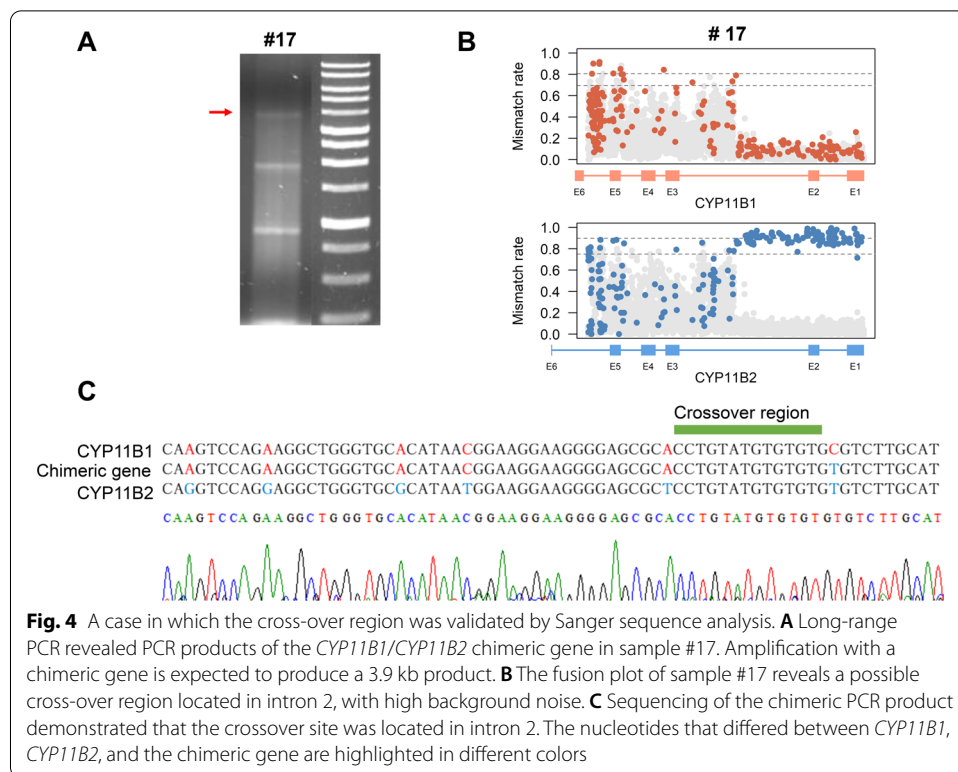 A
#17
B
# 17
Mismatch rate
1.0
0.8
0.6
0.4
0.2
0.0
E6
E5
E4
E3
E2
E1
CYP11B1
Mismatch rate
1.0
0.8
0.6
0.4
0.2
0.0
E6
E5
E4
E3
E2
E1
CYP11B2
C
Crossover region
CYP11B1 CAAGTCCAGAAGGCTGGGTGCACATAACGGAAGGAAGGGGAGCGCACCTGTATGTGTGTGCGTCTTGCAT
Chimeric gene CAAGTCCAGAAGGCTGGGTGCACATAACGGAAGGAAGGGGAGCGCACCTGTATGTGTGTGTGTCTTGCAT
CYP11B2 CAGGTCCAGGAGGCTGGGTGCGCATAATGGAAGGAAGGGGAGCGCTCCTGTATGTGTGTGTGTCTTGCAT
CAAGTCCAGAAGGCTGGGTGCACATAACGGAAGGAAGGGGAGCGCACCTGTATGTGTGTGTGTCTTGCAT
Fig. 4 A case in which the cross-over region was validated by Sanger sequence analysis. A Long-range
PCR revealed PCR products of the CYP11B1/CYP11B2 chimeric gene in sample #17. Amplification with a
chimeric gene is expected to produce a 3.9 kb product. B The fusion plot of sample #17 reveals a possible
cross-over region located in intron 2, with high background noise. C Sequencing of the chimeric PCR product
demonstrated that the crossover site was located in intron 2. The nucleotides that differed between CYP11B1,
CYP11B2, and the chimeric gene are highlighted in different colors